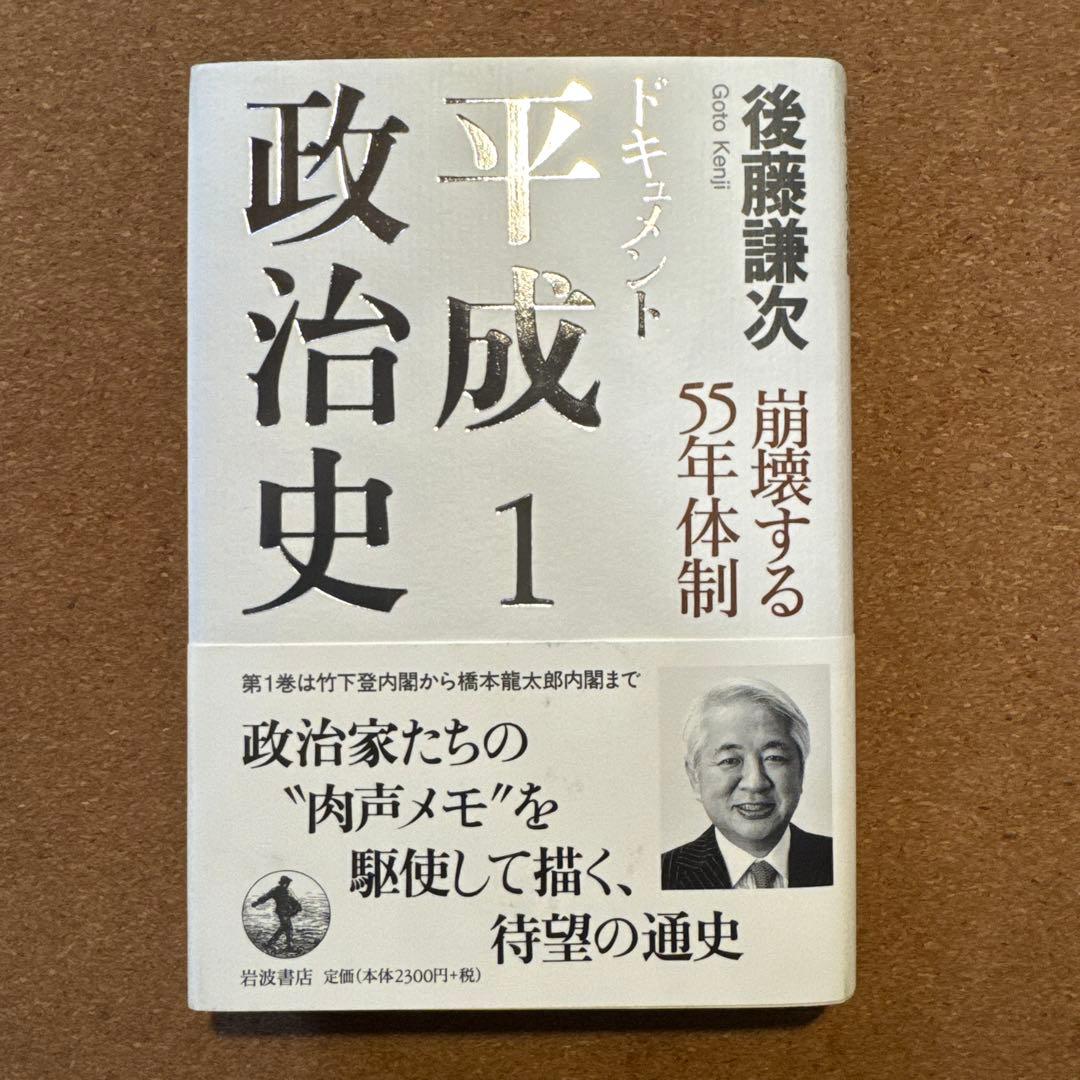 後藤謙次
Goto Kenji
崩壊する
55年体制
ドキュメント
平成 1
政治史
第1巻は竹下登内閣から橋本龍太郎内閣まで
政治家たちの
〝肉声メモ〟を
駆使して描く、
待望の通史
岩波書店 定価(本体2300円+税)